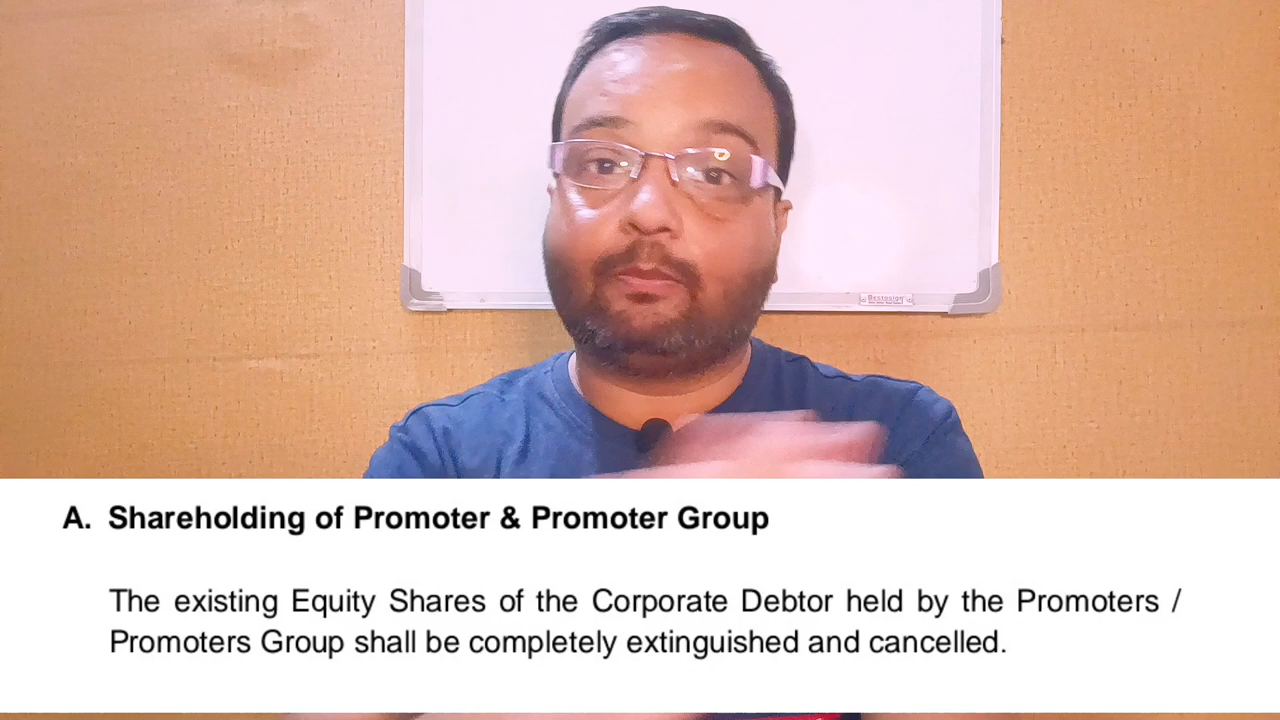 Bestosign
A. Shareholding of Promoter & Promoter Group
The existing Equity Shares of the Corporate Debtor held by the Promoters /
Promoters Group shall be completely extinguished and cancelled.